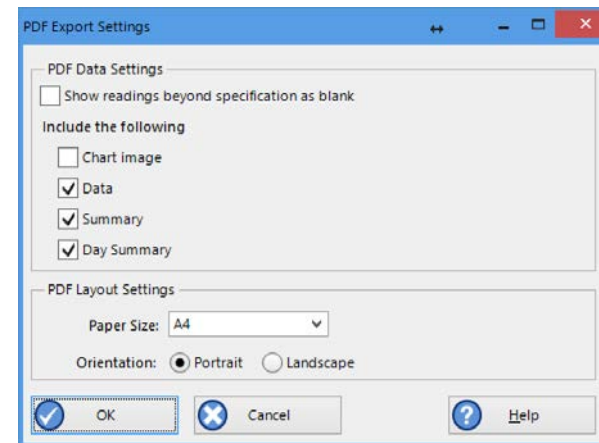 PDF Export Settings
PDF Data Settings
Show readings beyond specification as blank
Include the following
Chart image
Data
Summary
Day Summary
PDF Layout Settings
Paper Size: A4
Orientation: Portrait Landscape
OK Cancel Help